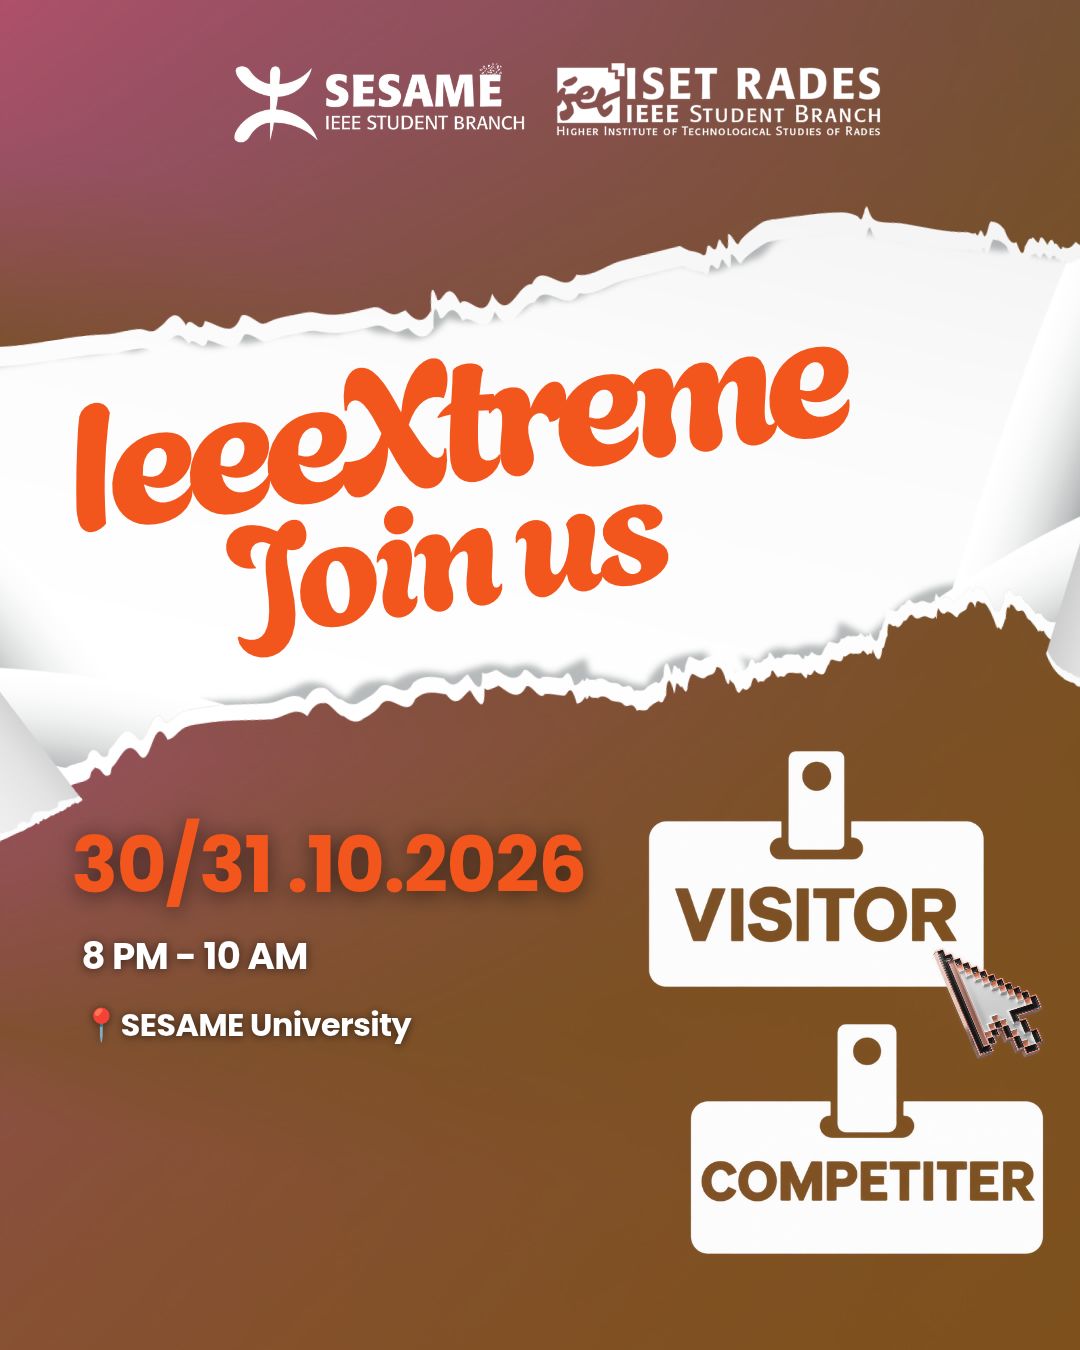 SESAME
IEEE STUDENT BRANCH
iset
ISET RADES
IEEE STUDENT BRANCH
HIGHER INSTITUTE OF TECHNOLOGICAL STUDIES OF RADES
IeeeXtreme
Join us
30/31 .10.2026
8 PM - 10 AM
📍SESAME University
VISITOR
COMPETITER